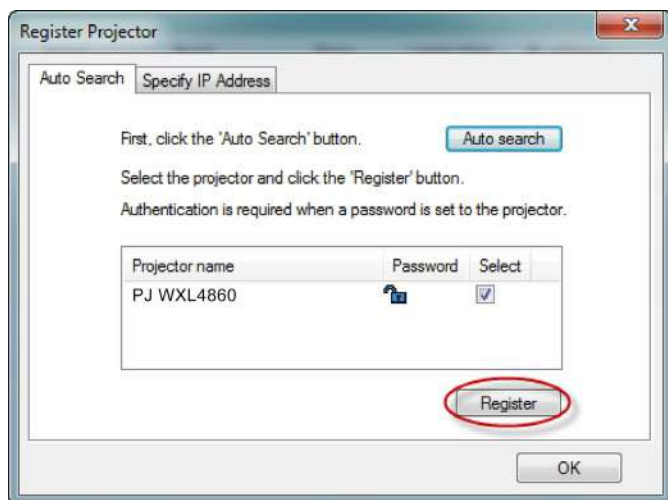 Register Projector
Auto Search Specify IP Address
First, click the 'Auto Search' button. Auto search
Select the projector and click the 'Register' button.
Authentication is required when a password is set to the projector.
Projector name Password Select
PJ WXL4860
Register
OK